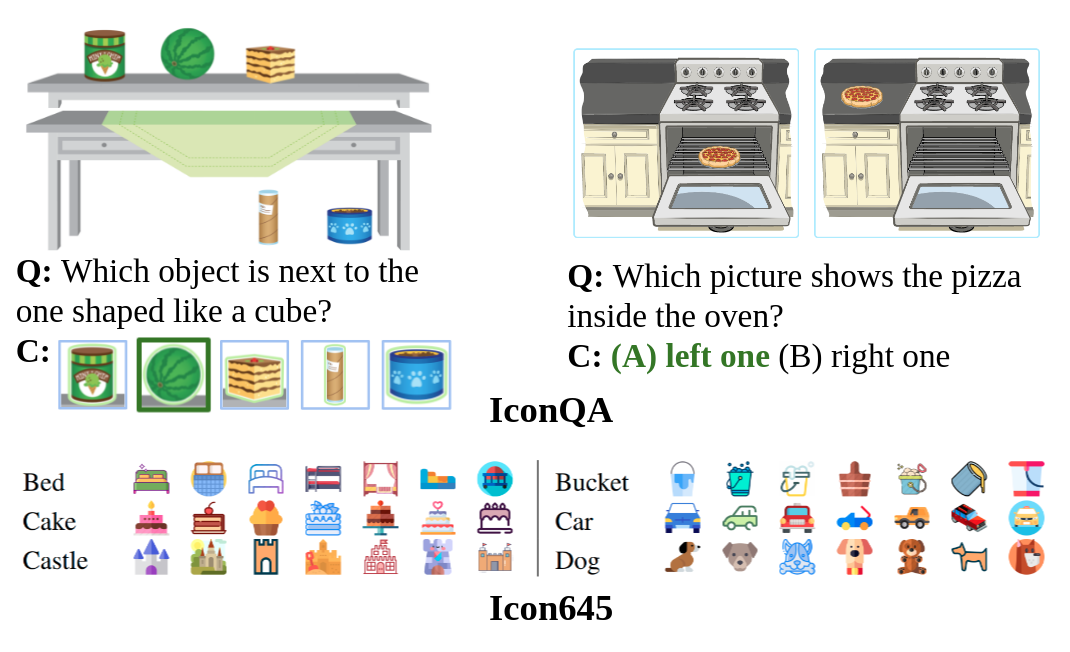 Q: Which object is next to the
one shaped like a cube?
C:
Q: Which picture shows the pizza
inside the oven?
C: (A) left one (B) right one
IconQA
Bed
Cake
Castle
Bucket
Car
Dog
Icon645